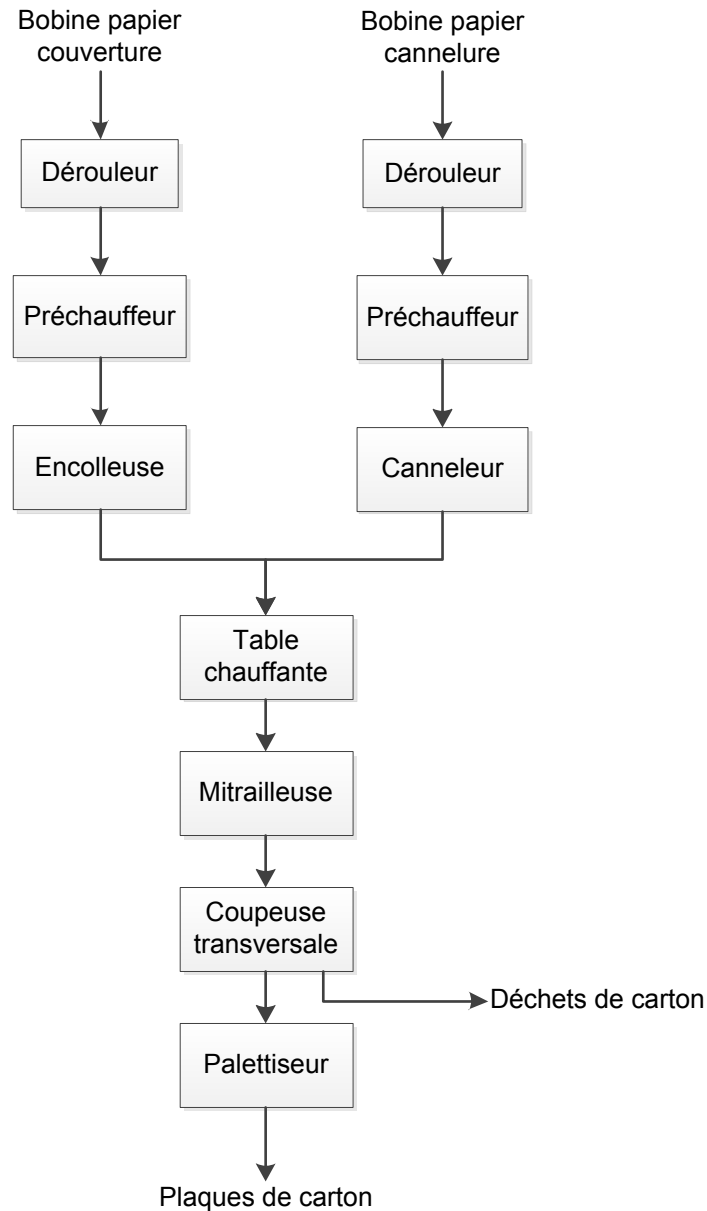 Bobine papier
couverture
Bobine papier
cannelure
Dérouleur
Dérouleur
Préchauffeur
Préchauffeur
Encolleuse
Canneleur
Table
chauffante
Mitrailleuse
Coupeuse
transversale
Déchets de carton
Palettiseur
Plaques de carton